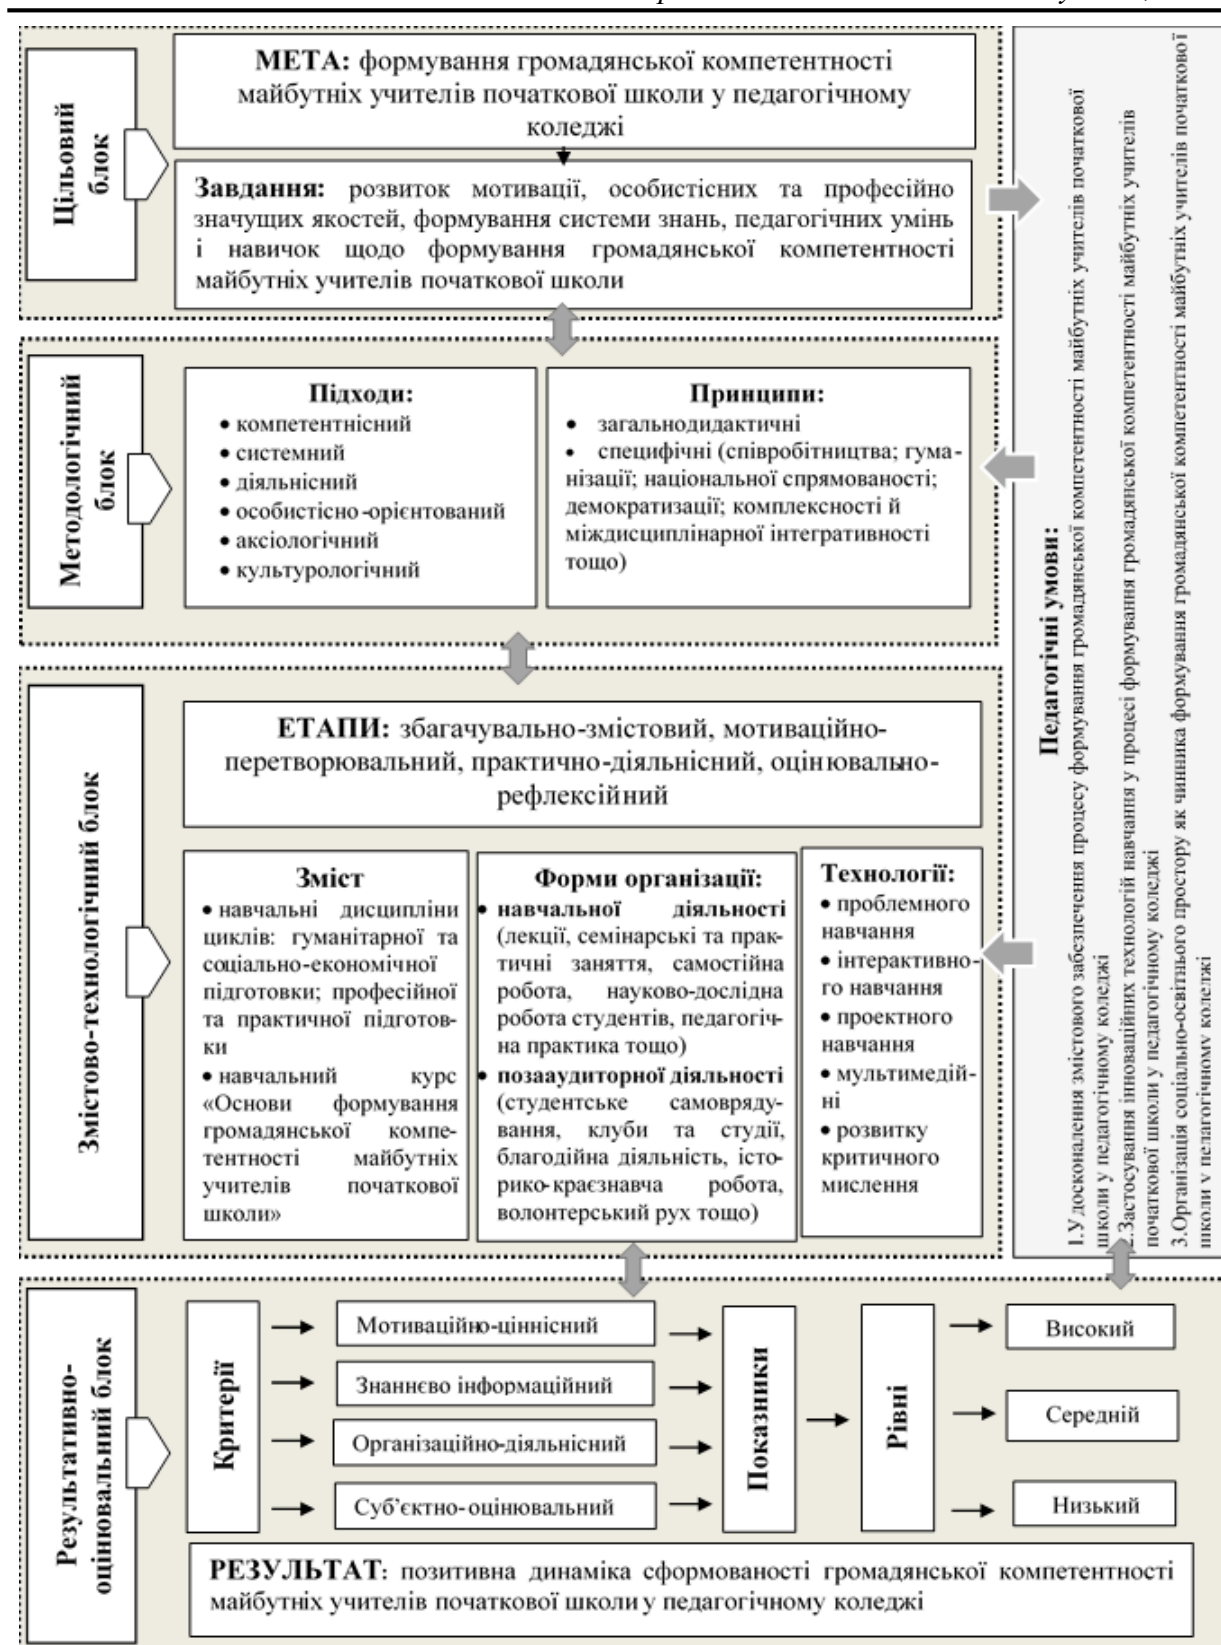 Цільовий
блок
МЕТА: формування громадянської компетентності
майбутніх учителів початкової школи у педагогічному
коледжі
Завдання: розвиток мотивації, особистісних та професійно
значущих якостей, формування системи знань, педагогічних умінь
і навичок щодо формування громадянської компетентності
майбутніх учителів початкової школи
Методологічний
блок
Підходи:
• компетентнісний
• системний
• діяльнісний
• особистісно-орієнтований
• аксіологічний
• культурологічний
Принципи:
• загальнодидактичні
• специфічні (співробітництва; гума-
нізації; національної спрямованості;
демократизації; комплексності й
міждисциплінарної інтегративності
тощо)
Змістово-технологічний блок
ЕТАПИ: збагачувально-змістовий, мотиваційно-
перетворювальний, практично-діяльнісний, оцінювально-
рефлексійний
Зміст
• навчальні дисципліни
циклів: гуманітарної та
соціально-економічної
підготовки; професійної
та практичної підготов-
ки
• навчальний курс
«Основи формування
громадянської компе-
тентності майбутніх
учителів початкової
школи»
Форми організації:
• навчальної діяльності
(лекції, семінарські та прак-
тичні заняття, самостійна
робота, науково-дослідна
робота студентів, педагогіч-
на практика тощо)
• позааудиторної діяльності
(студентське самовряду-
вання, клуби та студії,
благодійна діяльність, істо-
рико-краєзнавча робота,
волонтерський рух тощо)
Технології:
• проблемного
навчання
• інтерактивно-
го навчання
• проектного
навчання
• мультимедій-
ні
• розвитку
критичного
мислення
Педагогічні умови:
1.Удосконалення змістового забезпечення процесу формування громадянської компетентності майбутніх учителів початкової
школи у педагогічному коледжі
2.Застосування інноваційних технологій навчання у процесі формування громадянської компетентності майбутніх учителів
початкової школи у педагогічному коледжі
3.Організація соціально-освітнього простору як чинника формування громадянської компетентності майбутніх учителів початкової
школи у педагогічному коледжі
Результативно-
оцінювальний блок
Критерії
Мотиваційно-ціннісний
Знаннєво інформаційний
Організаційно-діяльнісний
Суб’єктно-оцінювальний
Показники
Рівні
Високий
Середній
Низький
РЕЗУЛЬТАТ: позитивна динаміка сформованості громадянської компетентності
майбутніх учителів початкової школи у педагогічному коледжі